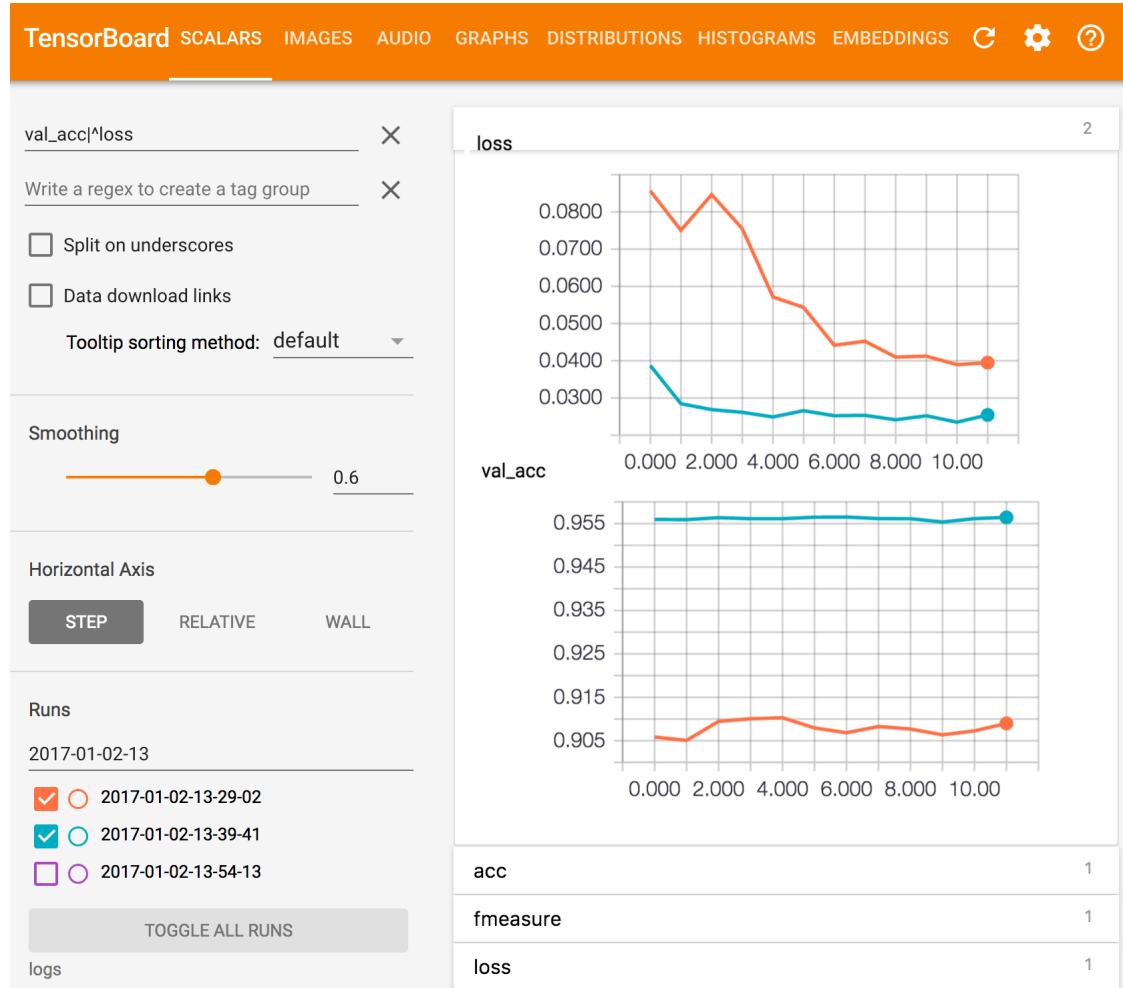 TensorBoard SCALARS IMAGES AUDIO GRAPHS DISTRIBUTIONS HISTOGRAMS EMBEDDINGS
val_acc|^loss
Write a regex to create a tag group
Split on underscores
Data download links
Tooltip sorting method: default
Smoothing
0.6
Horizontal Axis
STEP RELATIVE WALL
Runs
2017-01-02-13
2017-01-02-13-29-02
2017-01-02-13-39-41
2017-01-02-13-54-13
TOGGLE ALL RUNS
logs
loss 2
0.0800
0.0700
0.0600
0.0500
0.0400
0.0300
0.000 2.000 4.000 6.000 8.000 10.00
val_acc
0.955
0.945
0.935
0.925
0.915
0.905
0.000 2.000 4.000 6.000 8.000 10.00
acc 1
fmeasure 1
loss 1